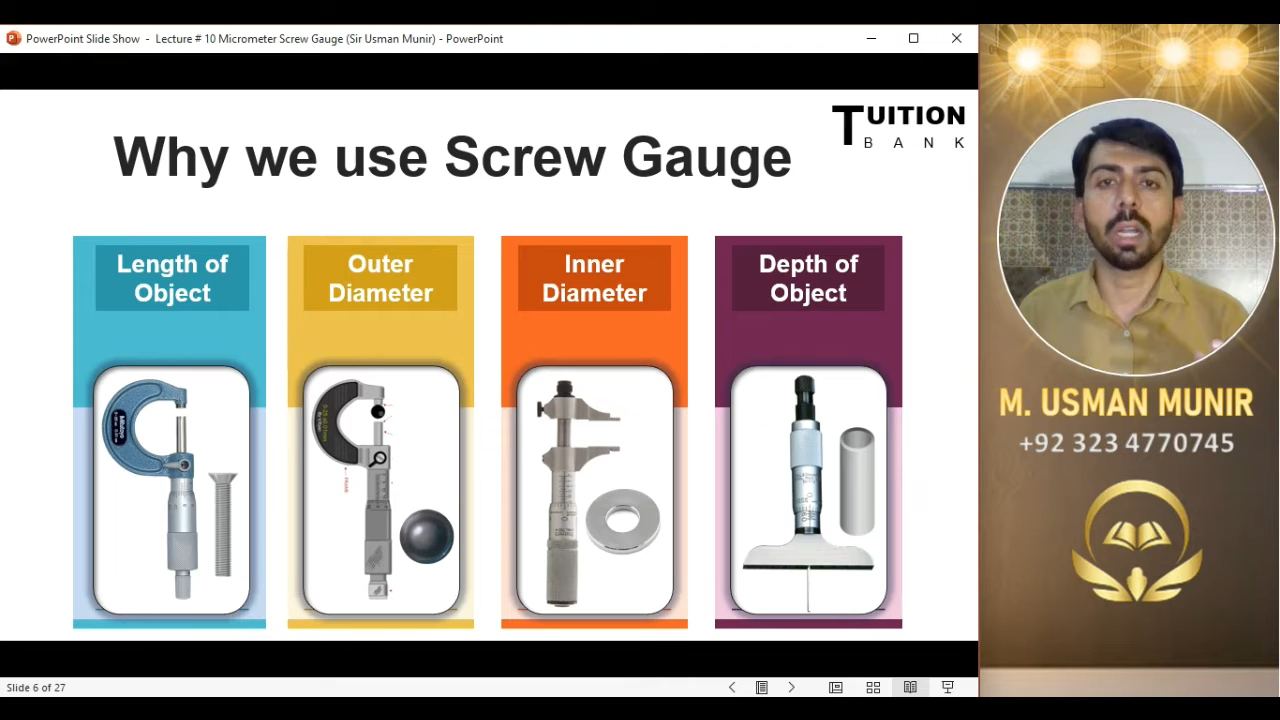 PowerPoint Slide Show - Lecture # 10 Micrometer Screw Gauge (Sir Usman Munir) - PowerPoint
TUITION
BANK
Why we use Screw Gauge
Length of
Object
Outer
Diameter
Inner
Diameter
Depth of
Object
Mitutoyo
FRAME
M. USMAN MUNIR
+92 323 4770745
Slide 6 of 27